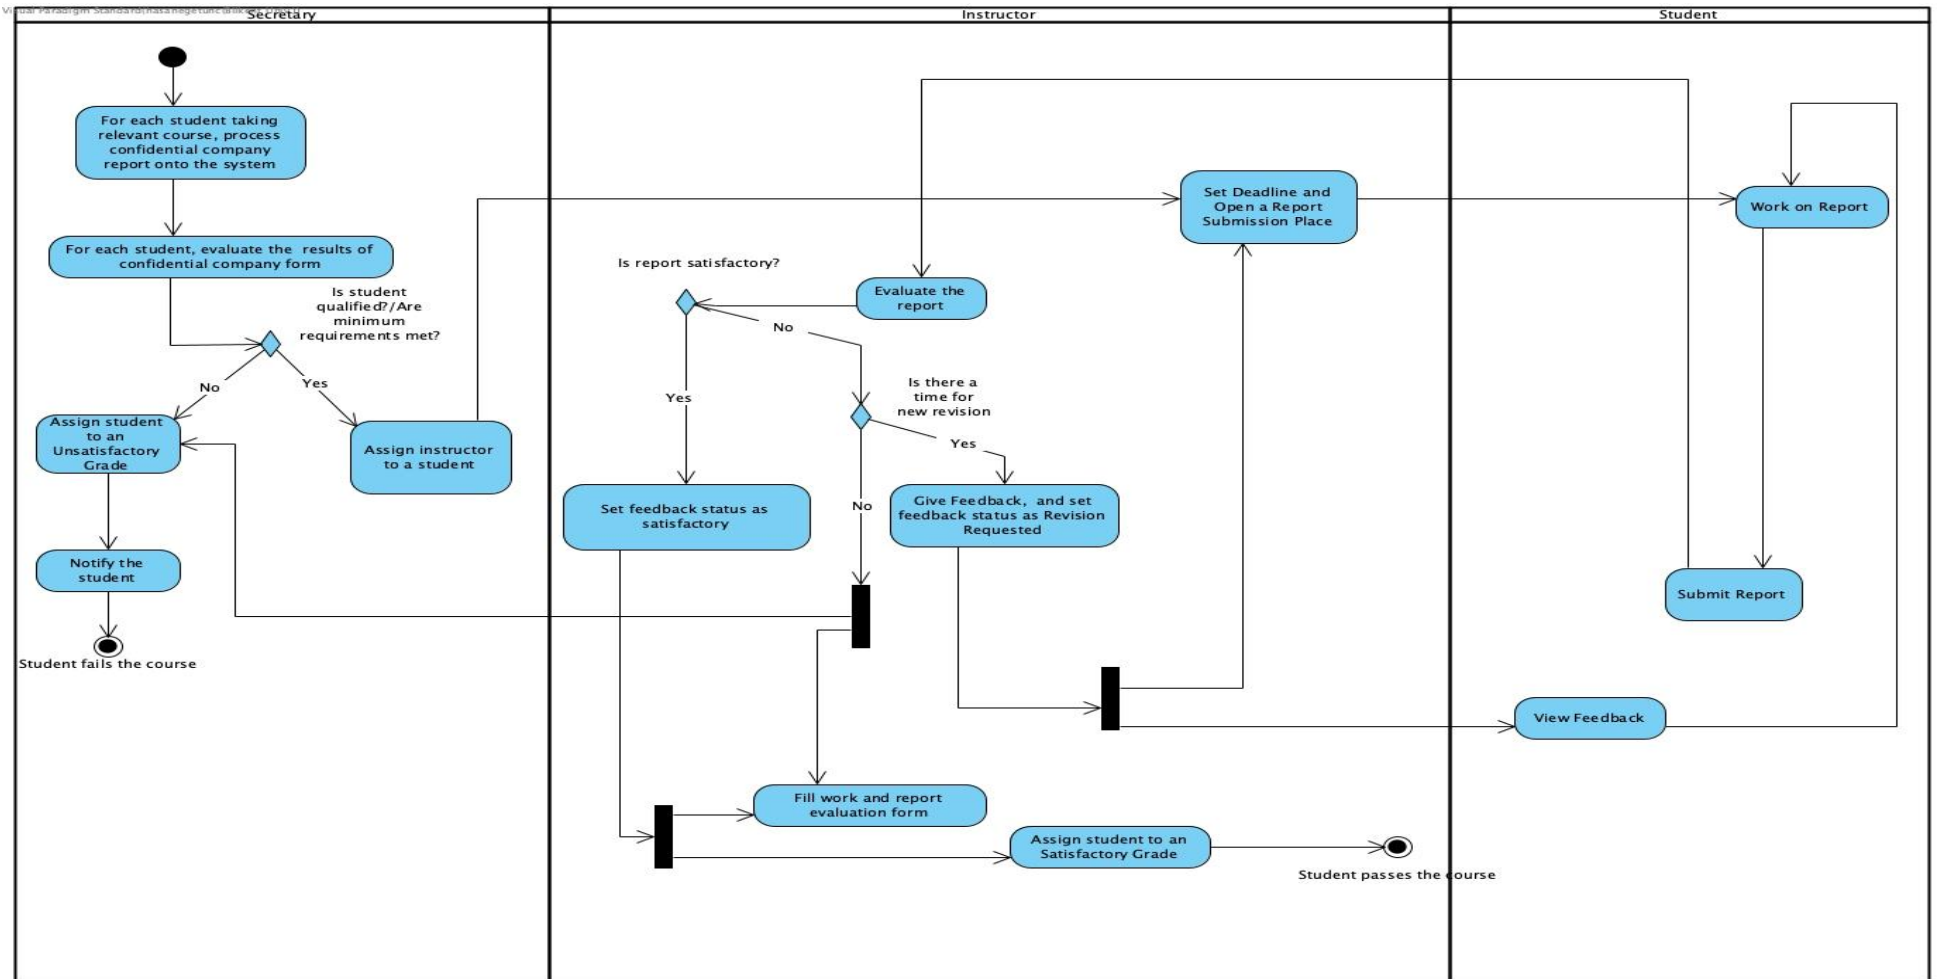 Visual Paradigm Standard
Secretary
Instructor
Student
For each student taking
relevant course, process
confidential company
report onto the system
For each student, evaluate the  results of
confidential company form
Is student
qualified?/Are
minimum
requirements met?
No
Yes
Assign student
to an
Unsatisfactory
Grade
Assign instructor
to a student
Notify the
student
Student fails the course
Set Deadline and
Open a Report
Submission Place
Is report satisfactory?
Evaluate the
report
No
Yes
Is there a
time for
new revision
Yes
No
Set feedback status as
satisfactory
Give Feedback,  and set
feedback status as Revision
Requested
Fill work and report
evaluation form
Assign student to an
Satisfactory Grade
Student passes the course
Work on Report
Submit Report
View Feedback